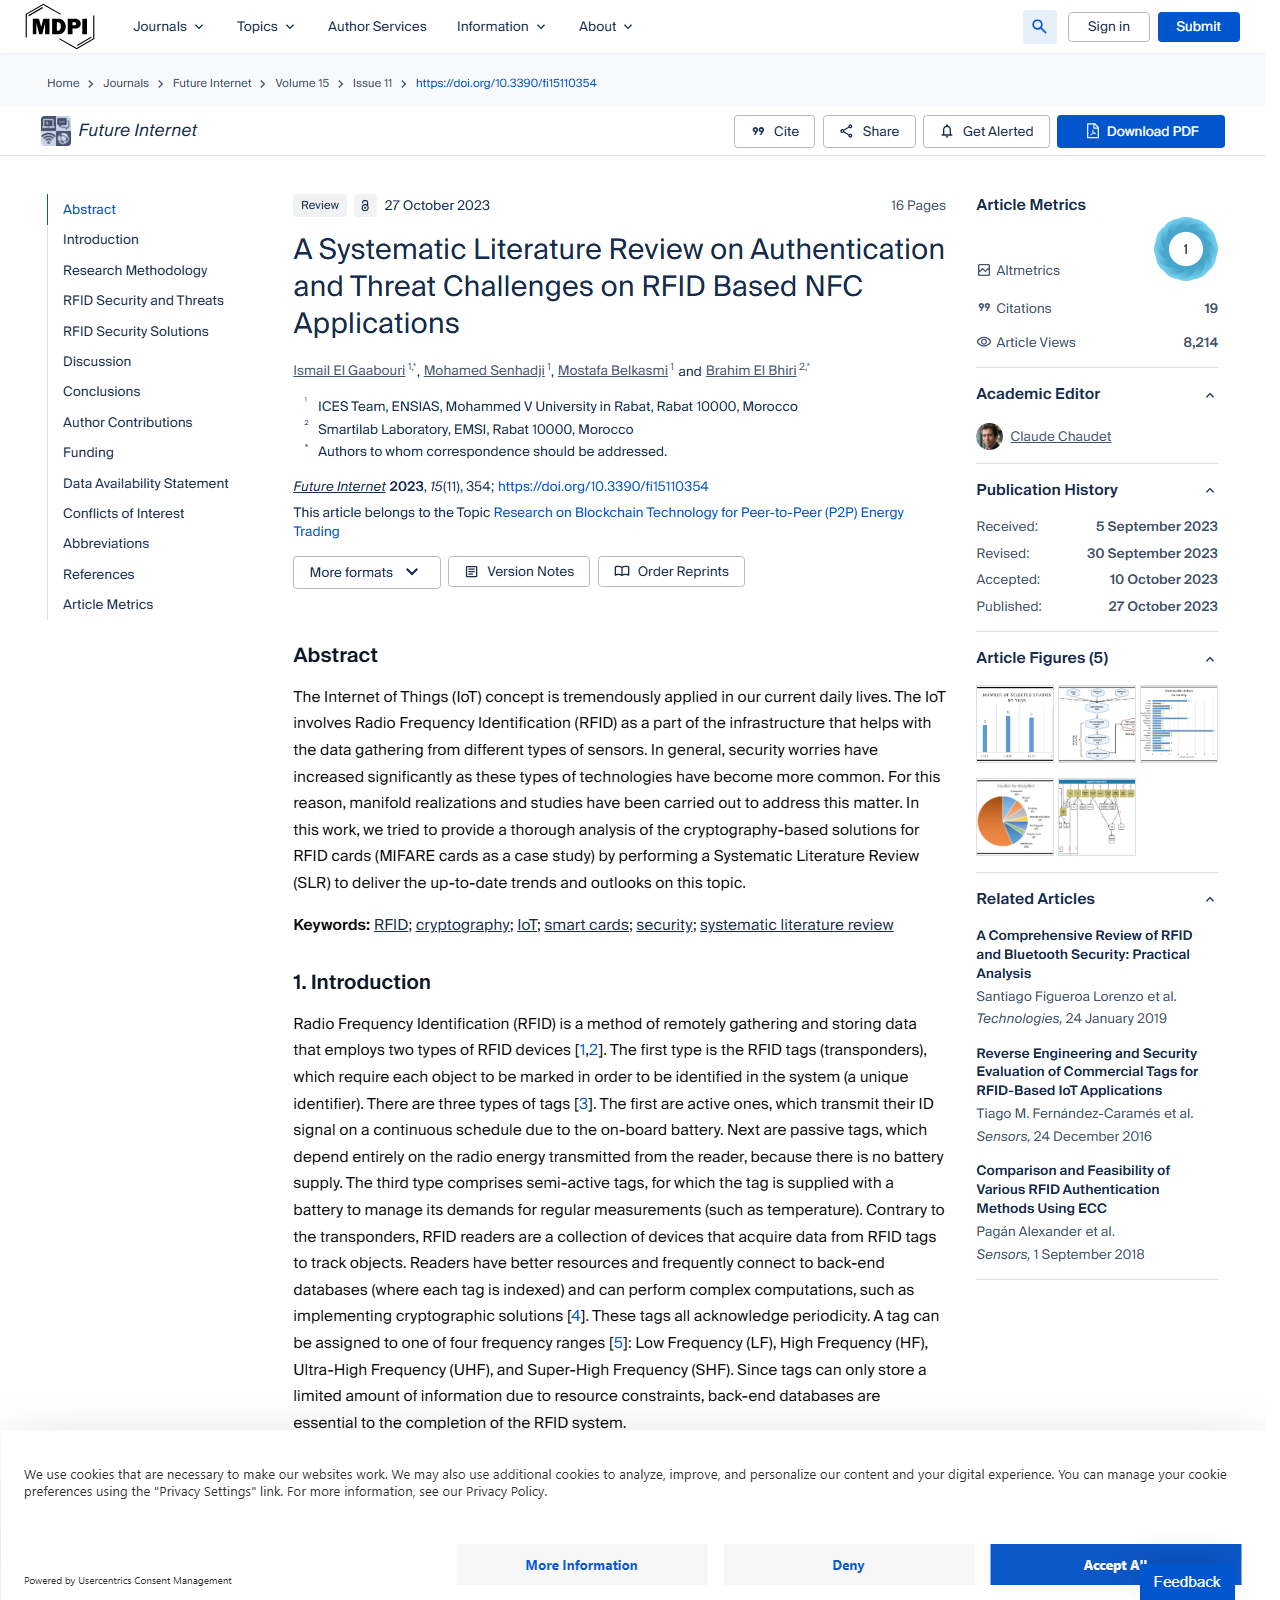 MDPI
Journals
Topics
Author Services
Information
About
Sign in
Submit
Home
Journals
Future Internet
Volume 15
Issue 11
https://doi.org/10.3390/fi15110354
Future Internet
Cite
Share
Get Alerted
Download PDF
Abstract
Introduction
Research Methodology
RFID Security and Threats
RFID Security Solutions
Discussion
Conclusions
Author Contributions
Funding
Data Availability Statement
Conflicts of Interest
Abbreviations
References
Article Metrics
Review
27 October 2023
16 Pages
A Systematic Literature Review on Authentication
and Threat Challenges on RFID Based NFC
Applications
Ismail El Gaabouri 1,*, Mohamed Senhadji 1, Mostafa Belkasmi 1 and Brahim El Bhiri 2,*
1 ICES Team, ENSIAS, Mohammed V University in Rabat, Rabat 10000, Morocco
2 Smartilab Laboratory, EMSI, Rabat 10000, Morocco
* Authors to whom correspondence should be addressed.
Future Internet 2023, 15(11), 354; https://doi.org/10.3390/fi15110354
This article belongs to the Topic Research on Blockchain Technology for Peer-to-Peer (P2P) Energy
Trading
More formats
Version Notes
Order Reprints
Abstract
The Internet of Things (IoT) concept is tremendously applied in our current daily lives. The IoT
involves Radio Frequency Identification (RFID) as a part of the infrastructure that helps with
the data gathering from different types of sensors. In general, security worries have
increased significantly as these types of technologies have become more common. For this
reason, manifold realizations and studies have been carried out to address this matter. In
this work, we tried to provide a thorough analysis of the cryptography-based solutions for
RFID cards (MIFARE cards as a case study) by performing a Systematic Literature Review
(SLR) to deliver the up-to-date trends and outlooks on this topic.
Keywords: RFID; cryptography; IoT; smart cards; security; systematic literature review
1. Introduction
Radio Frequency Identification (RFID) is a method of remotely gathering and storing data
that employs two types of RFID devices [1,2]. The first type is the RFID tags (transponders),
which require each object to be marked in order to be identified in the system (a unique
identifier). There are three types of tags [3]. The first are active ones, which transmit their ID
signal on a continuous schedule due to the on-board battery. Next are passive tags, which
depend entirely on the radio energy transmitted from the reader, because there is no battery
supply. The third type comprises semi-active tags, for which the tag is supplied with a
battery to manage its demands for regular measurements (such as temperature). Contrary to
the transponders, RFID readers are a collection of devices that acquire data from RFID tags
to track objects. Readers have better resources and frequently connect to back-end
databases (where each tag is indexed) and can perform complex computations, such as
implementing cryptographic solutions [4]. These tags all acknowledge periodicity. A tag can
be assigned to one of four frequency ranges [5]: Low Frequency (LF), High Frequency (HF),
Ultra-High Frequency (UHF), and Super-High Frequency (SHF). Since tags can only store a
limited amount of information due to resource constraints, back-end databases are
essential to the completion of the RFID system.
Article Metrics
1
Altmetrics
Citations 19
Article Views 8,214
Academic Editor
Claude Chaudet
Publication History
Received: 5 September 2023
Revised: 30 September 2023
Accepted: 10 October 2023
Published: 27 October 2023
Article Figures (5)
NUMBER OF SELECTED STUDIES
BY YEAR
Studies by discipline
Related Articles
A Comprehensive Review of RFID
and Bluetooth Security: Practical
Analysis
Santiago Figueroa Lorenzo et al.
Technologies, 24 January 2019
Reverse Engineering and Security
Evaluation of Commercial Tags for
RFID-Based IoT Applications
Tiago M. Fernández-Caramés et al.
Sensors, 24 December 2016
Comparison and Feasibility of
Various RFID Authentication
Methods Using ECC
Pagán Alexander et al.
Sensors, 1 September 2018
We use cookies that are necessary to make our websites work. We may also use additional cookies to analyze, improve, and personalize our content and your digital experience. You can manage your cookie
preferences using the "Privacy Settings" link. For more information, see our Privacy Policy.
More Information
Deny
Accept Al
Feedback
Powered by Usercentrics Consent Management